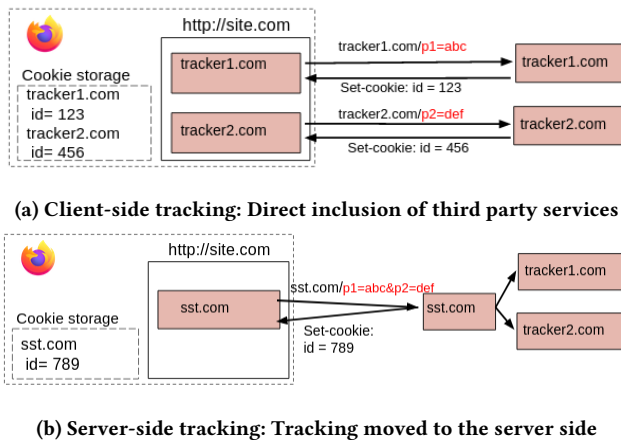 http://site.com
Cookie storage
tracker1.com
id= 123
tracker2.com
id= 456
tracker1.com
tracker2.com
tracker1.com/p1=abc
Set-cookie: id = 123
tracker2.com/p2=def
Set-cookie: id = 456
tracker1.com
tracker2.com
(a) Client-side tracking: Direct inclusion of third party services
http://site.com
Cookie storage
sst.com
id= 789
sst.com
sst.com/p1=abc&p2=def
Set-cookie:
id = 789
sst.com
tracker1.com
tracker2.com
(b) Server-side tracking: Tracking moved to the server side